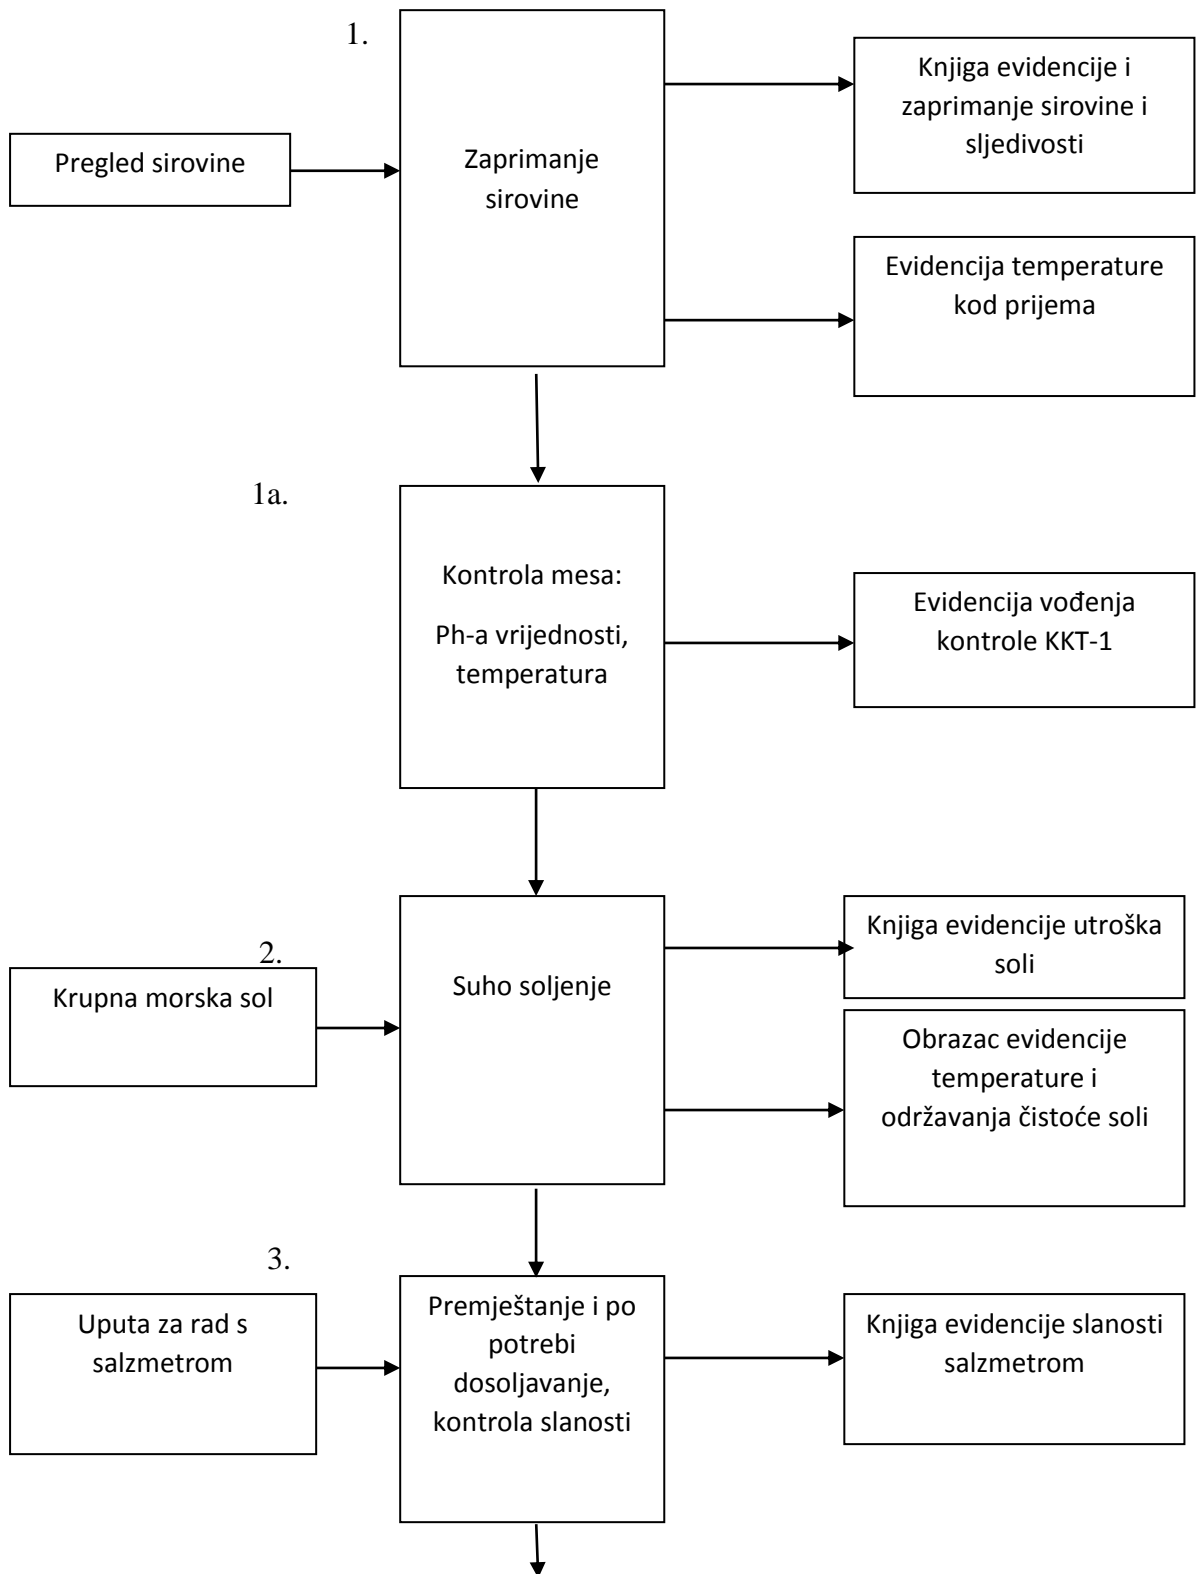 1.
Pregled sirovine
Zaprimanje
sirovine
Knjiga evidencije i
zaprimanje sirovine i
sljedivosti
Evidencija temperature
kod prijema
1a.
Kontrola mesa:
Ph-a vrijednosti,
temperatura
Evidencija vođenja
kontrole KKT-1
2.
Krupna morska sol
Suho soljenje
Knjiga evidencije utroška
soli
Obrazac evidencije
temperature i
održavanja čistoće soli
3.
Uputa za rad s
salzmetrom
Premještanje i po
potrebi
dosoljavanje,
kontrola slanosti
Knjiga evidencije slanosti
salzmetrom